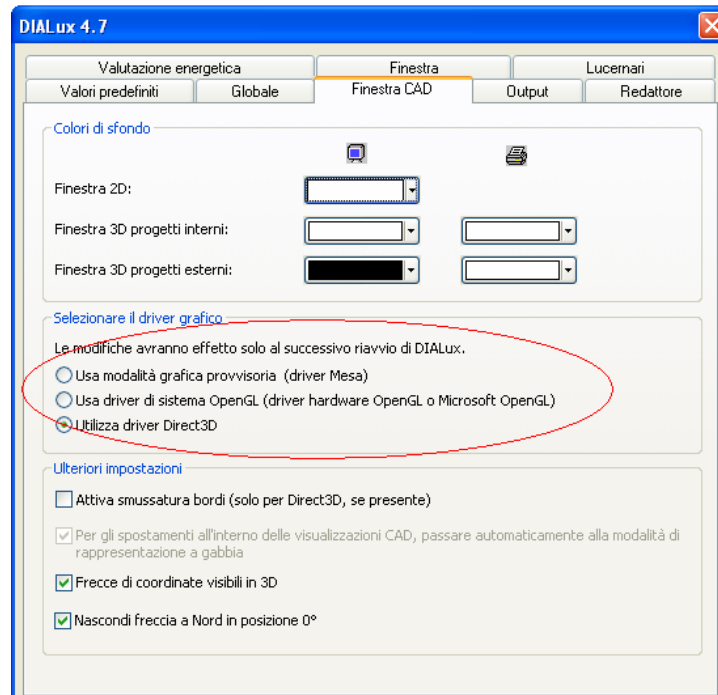 DIALux 4.7
Valutazione energetica Finestra Lucernari
Valori predefiniti Globale Finestra CAD Output Redattore
Colori di sfondo
Finestra 2D:
Finestra 3D progetti interni:
Finestra 3D progetti esterni:
Selezionare il driver grafico
Le modifiche avranno effetto solo al successivo riavvio di DIALux.
Usa modalità grafica provvisoria (driver Mesa)
Usa driver di sistema OpenGL (driver hardware OpenGL o Microsoft OpenGL)
Utilizza driver Direct3D
Ulteriori impostazioni
Attiva smussatura bordi (solo per Direct3D, se presente)
Per gli spostamenti all'interno delle visualizzazioni CAD, passare automaticamente alla modalità di
rappresentazione a gabbia
Frecce di coordinate visibili in 3D
Nascondi freccia a Nord in posizione 0°